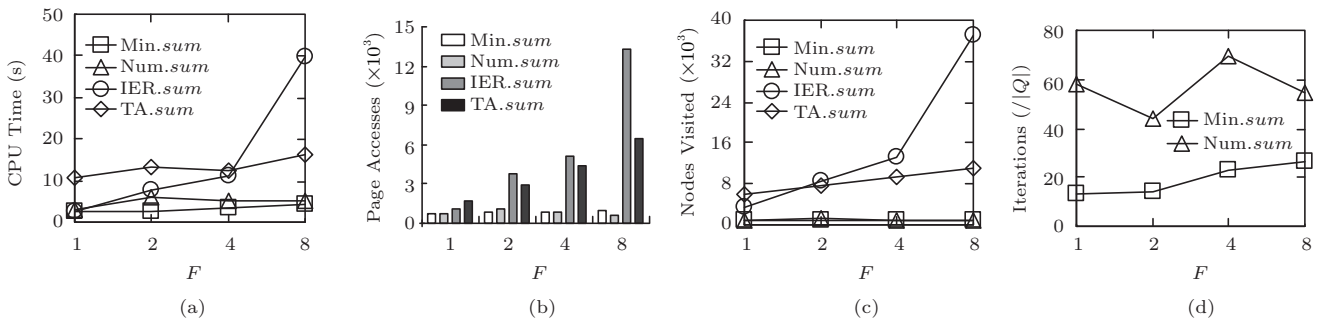 50
40
30
20
10
0
CPU Time (s)
Min.sum
Num.sum
IER.sum
TA.sum
1 2 4 8
F
(a)
15
12
9
6
3
0
Page Accesses (×10³)
Min.sum
Num.sum
IER.sum
TA.sum
1 2 4 8
F
(b)
40
32
24
16
8
0
Nodes Visited (×10³)
Min.sum
Num.sum
IER.sum
TA.sum
1 2 4 8
F
(c)
80
60
40
20
0
Iterations (/|Q|)
Min.sum
Num.sum
1 2 4 8
F
(d)